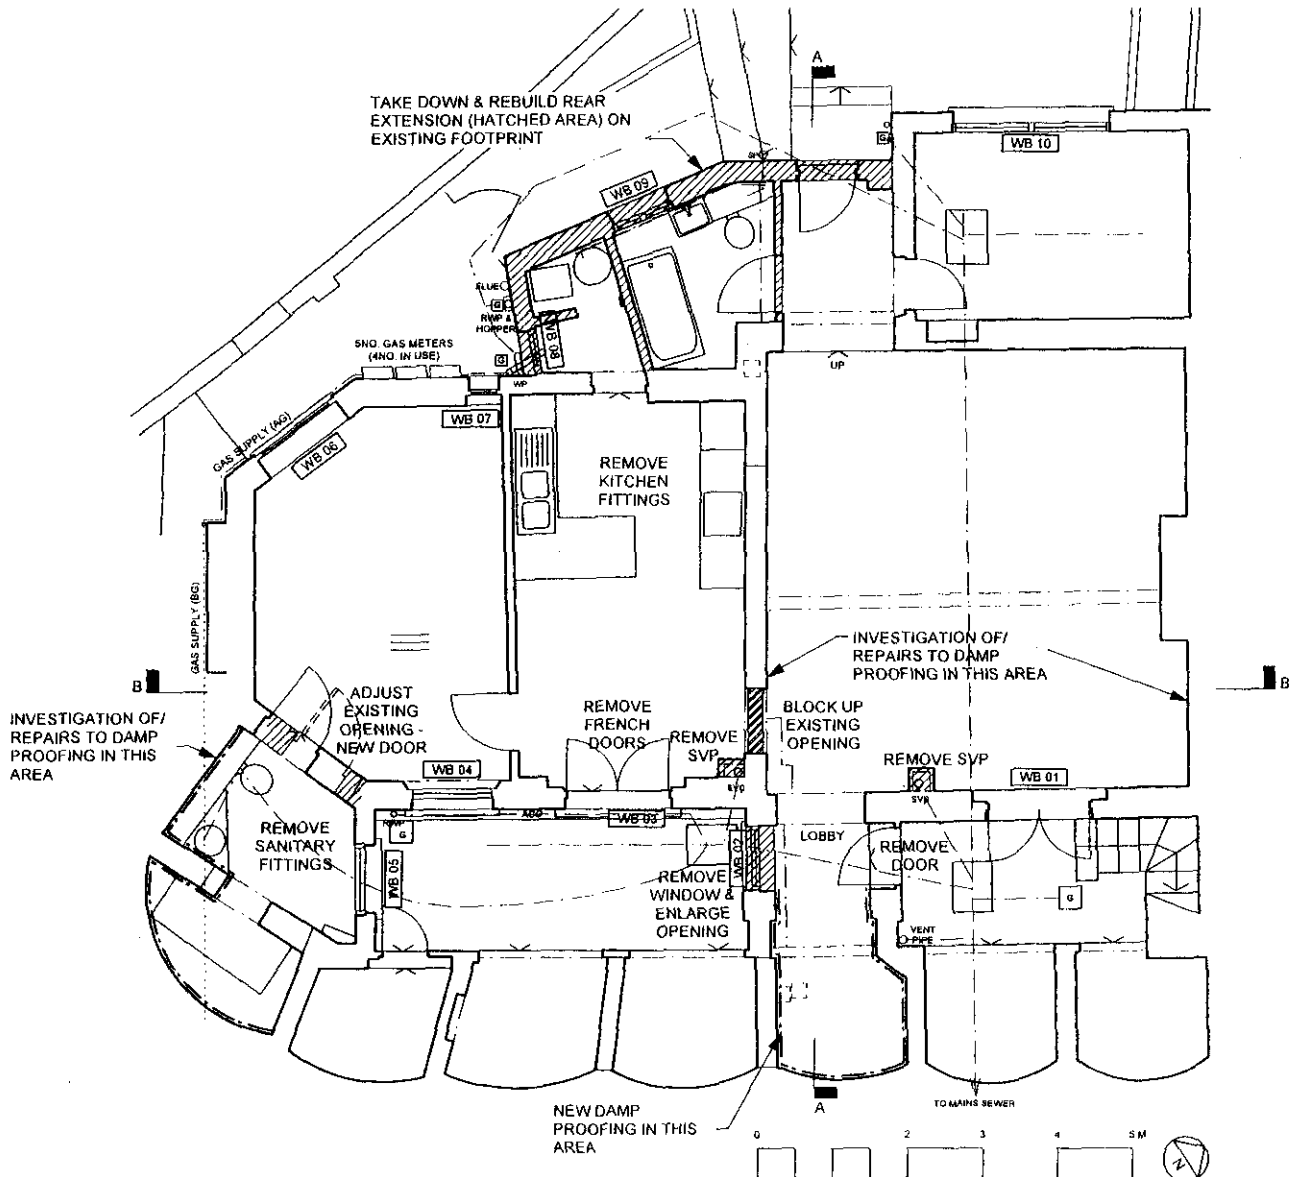 A
TAKE DOWN & REBUILD REAR
EXTENSION (HATCHED AREA) ON
EXISTING FOOTPRINT
G
WB 10
WB 09
FLUE
G
RWP &
HOPPER
WB 08
5NO. GAS METERS
(4NO. IN USE)
G
WP
UP
WB 07
GAS SUPPLY (AG)
WB 06
REMOVE
KITCHEN
FITTINGS
GAS SUPPLY (BG)
INVESTIGATION OF/
REPAIRS TO DAMP
PROOFING IN THIS AREA
B
B
ADJUST
EXISTING
OPENING -
NEW DOOR
REMOVE
FRENCH
DOORS
BLOCK UP
EXISTING
OPENING
INVESTIGATION OF/
REPAIRS TO DAMP
PROOFING IN THIS
AREA
REMOVE
SVP
REMOVE SVP
WB 04
WB 01
SVP
ACO
WB 03
RWP
G
LOBBY
REMOVE
SANITARY
FITTINGS
WB 02
REMOVE
DOOR
WB 05
REMOVE
WINDOW &
ENLARGE
OPENING
G
VENT
PIPE
TO MAINS SEWER
A
NEW DAMP
PROOFING IN THIS
AREA
0
2
3
4
5 M
N